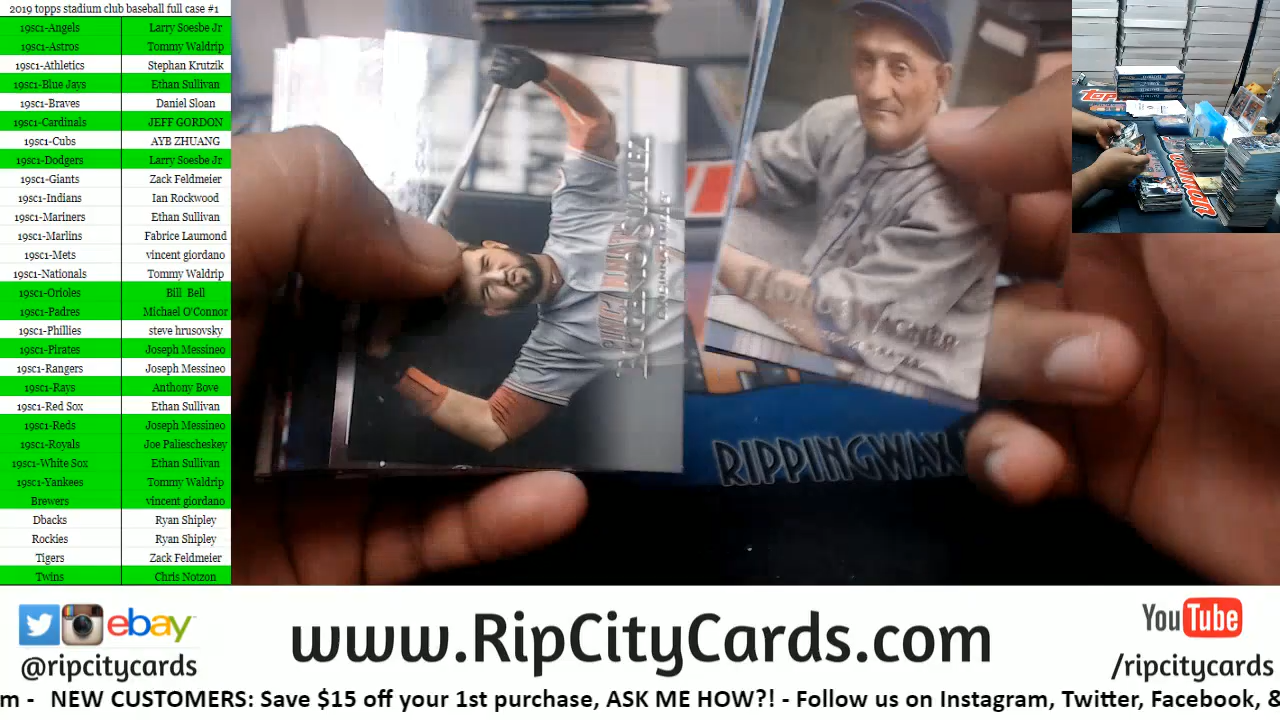 2019 topps stadium club baseball full case #1
19sc1-Angels Larry Soesbe Jr
19sc1-Astros Tommy Waldrip
19sc1-Athletics Stephan Krutzik
19sc1-Blue Jays Ethan Sullivan
19sc1-Braves Daniel Sloan
19sc1-Cardinals JEFF GORDON
19sc1-Cubs AYB ZHUANG
19sc1-Dodgers Larry Soesbe Jr
19sc1-Giants Zack Feldmeier
19sc1-Indians Ian Rockwood
19sc1-Mariners Ethan Sullivan
19sc1-Marlins Fabrice Laumond
19sc1-Mets vincent giordano
19sc1-Nationals Tommy Waldrip
19sc1-Orioles Bill Bell
19sc1-Padres Michael O'Connor
19sc1-Phillies steve hrusovsky
19sc1-Pirates Joseph Messineo
19sc1-Rangers Joseph Messineo
19sc1-Rays Anthony Bove
19sc1-Red Sox Ethan Sullivan
19sc1-Reds Joseph Messineo
19sc1-Royals Joe Paliescheskey
19sc1-White Sox Ethan Sullivan
19sc1-Yankees Tommy Waldrip
Brewers vincent giordano
Dbacks Ryan Shipley
Rockies Ryan Shipley
Tigers Zack Feldmeier
Twins Chris Notzon
EUGENIO SUÁREZ
WAGNER
RIPPINGWAX
ebay
@ripcitycards
www.RipCityCards.com
YouTube
/ripcitycards
m - NEW CUSTOMERS: Save $15 off your 1st purchase, ASK ME HOW?! - Follow us on Instagram, Twitter, Facebook, &